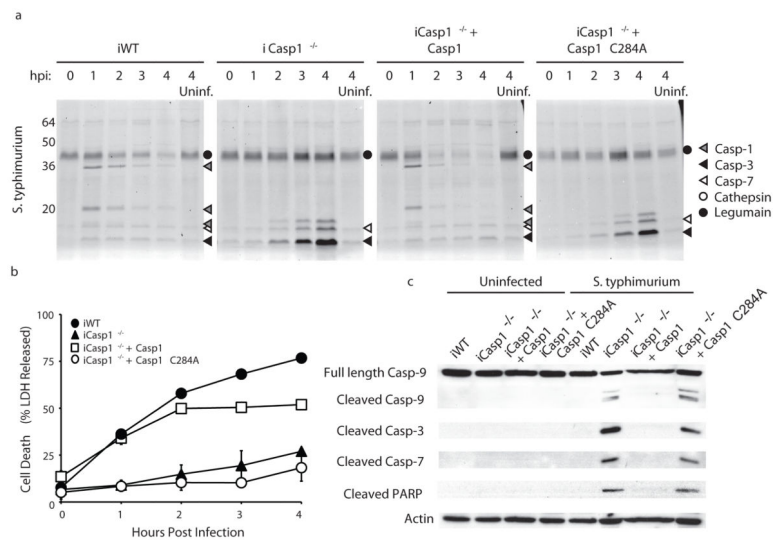 a
iWT
i Casp1 -/-
iCasp1 -/- +
Casp1
iCasp1 -/- +
Casp1 C284A
hpi: 0 1 2 3 4 4 0 1 2 3 4 4 0 1 2 3 4 4 0 1 2 3 4 4
Uninf. Uninf. Uninf. Uninf.
64
50
36
20
S. typhimurium
Casp-1
Casp-3
Casp-7
Cathepsin
Legumain
b
100
75
50
25
0
Cell Death (% LDH Released)
iWT
iCasp1 -/-
iCasp1 -/- + Casp1
iCasp1 -/- + Casp1 C284A
0 1 2 3 4
Hours Post Infection
c
Uninfected S. typhimurium
iWT
iCasp1 -/-
iCasp1 -/-
+ Casp1
iCasp1 -/- +
Casp1 C284A
iWT
iCasp1 -/-
iCasp1 -/-
+ Casp1
iCasp1 -/-
+ Casp1 C284A
Full length Casp-9
Cleaved Casp-9
Cleaved Casp-3
Cleaved Casp-7
Cleaved PARP
Actin